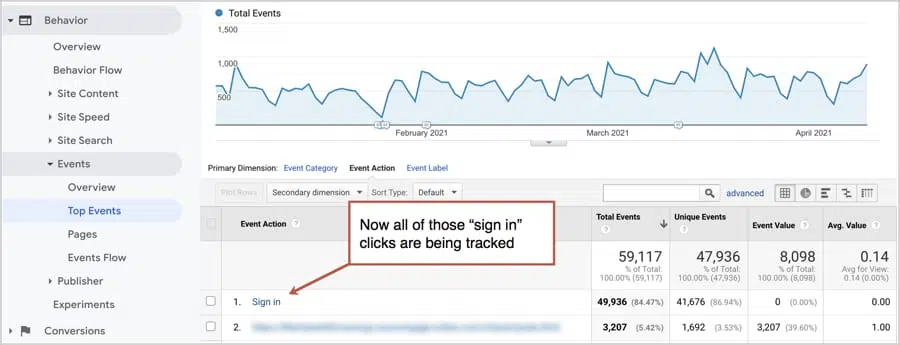 Behavior
Overview
Behavior Flow
Site Content
Site Speed
Site Search
Events
Overview
Top Events
Pages
Events Flow
Publisher
Experiments
Conversions
Total Events
1,500
1,000
500
February 2021 March 2021 April 2021
Primary Dimension: Event Category Event Action Event Label
Plot Rows Secondary dimension Sort Type: Default advanced
Event Action ? Total Events ? Unique Events ? Event Value ? Avg. Value ?
Now all of those “sign in”
clicks are being tracked
59,117 47,936 8,098 0.14
% of Total: % of Total: % of Total: Avg for View:
100.00% (59,117) 100.00% (47,936) 100.00% (8,098) 0.14 (0.00%)
1. Sign in 49,936 (84.47%) 41,676 (86.94%) 0 (0.00%) 0.00
2. 3,207 (5.42%) 1,692 (3.53%) 3,207 (39.60%) 1.00